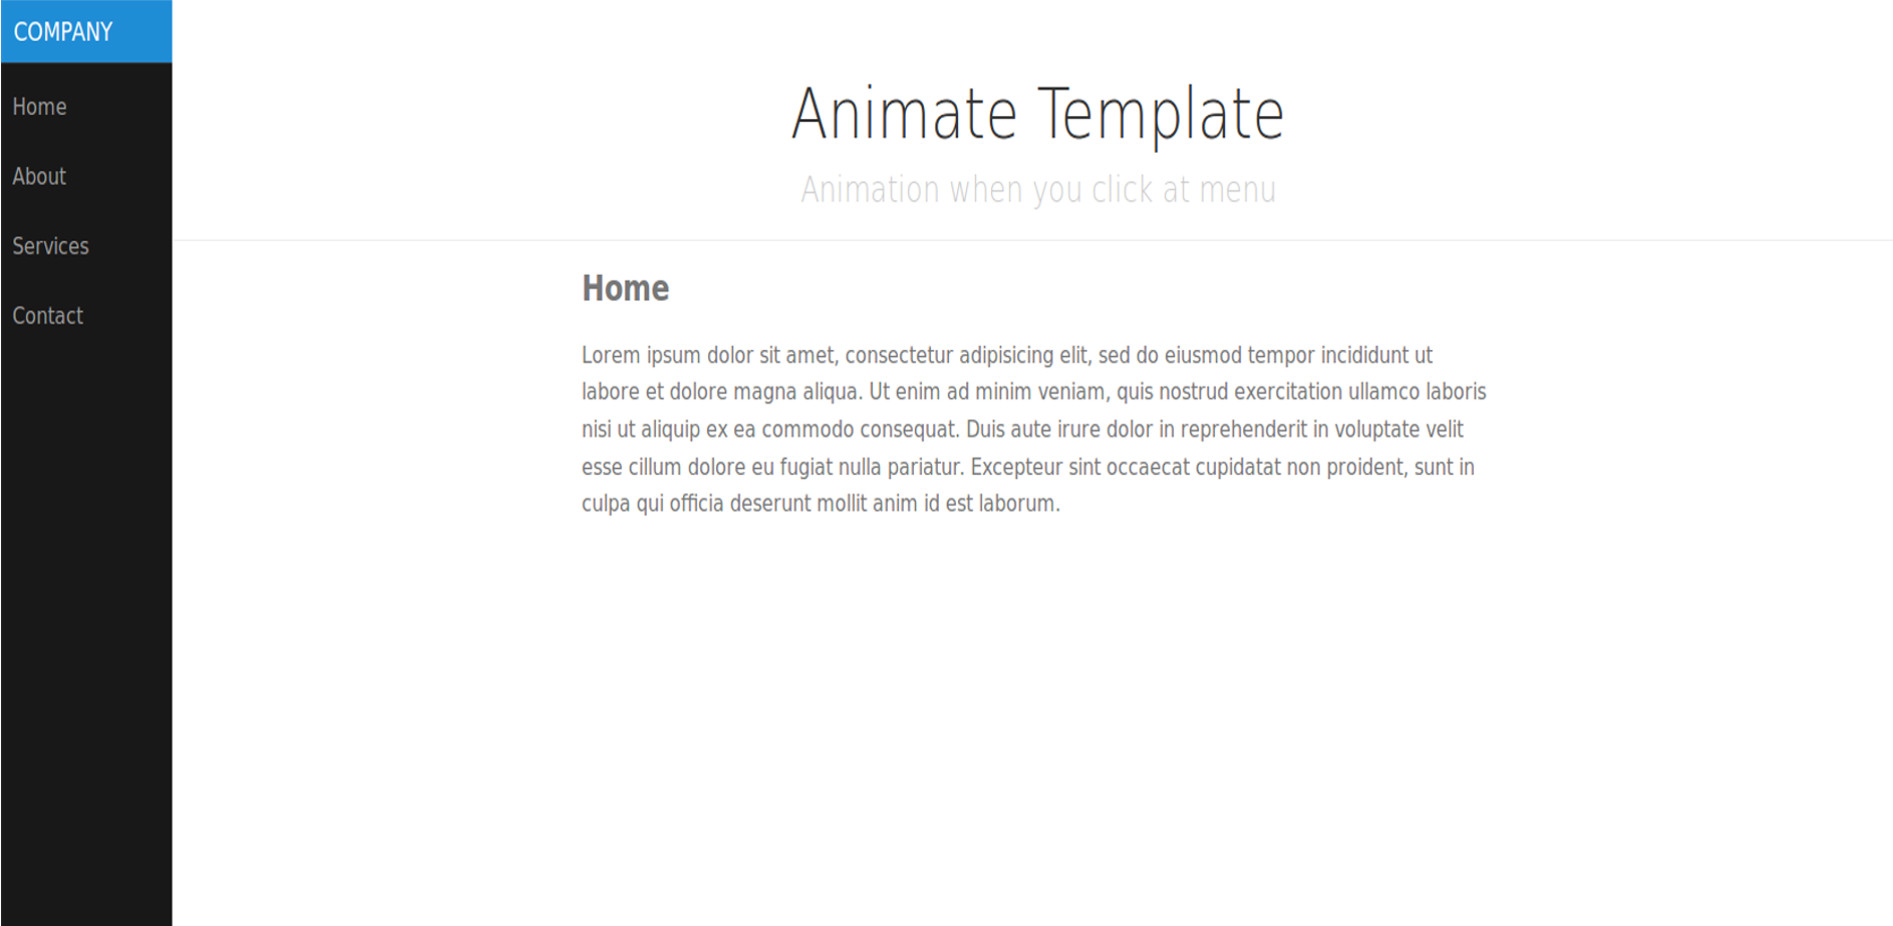 COMPANY
Home
About
Services
Contact
Animate Template
Animation when you click at menu
Home
Lorem ipsum dolor sit amet, consectetur adipisicing elit, sed do eiusmod tempor incididunt ut
labore et dolore magna aliqua. Ut enim ad minim veniam, quis nostrud exercitation ullamco laboris
nisi ut aliquip ex ea commodo consequat. Duis aute irure dolor in reprehenderit in voluptate velit
esse cillum dolore eu fugiat nulla pariatur. Excepteur sint occaecat cupidatat non proident, sunt in
culpa qui officia deserunt mollit anim id est laborum.